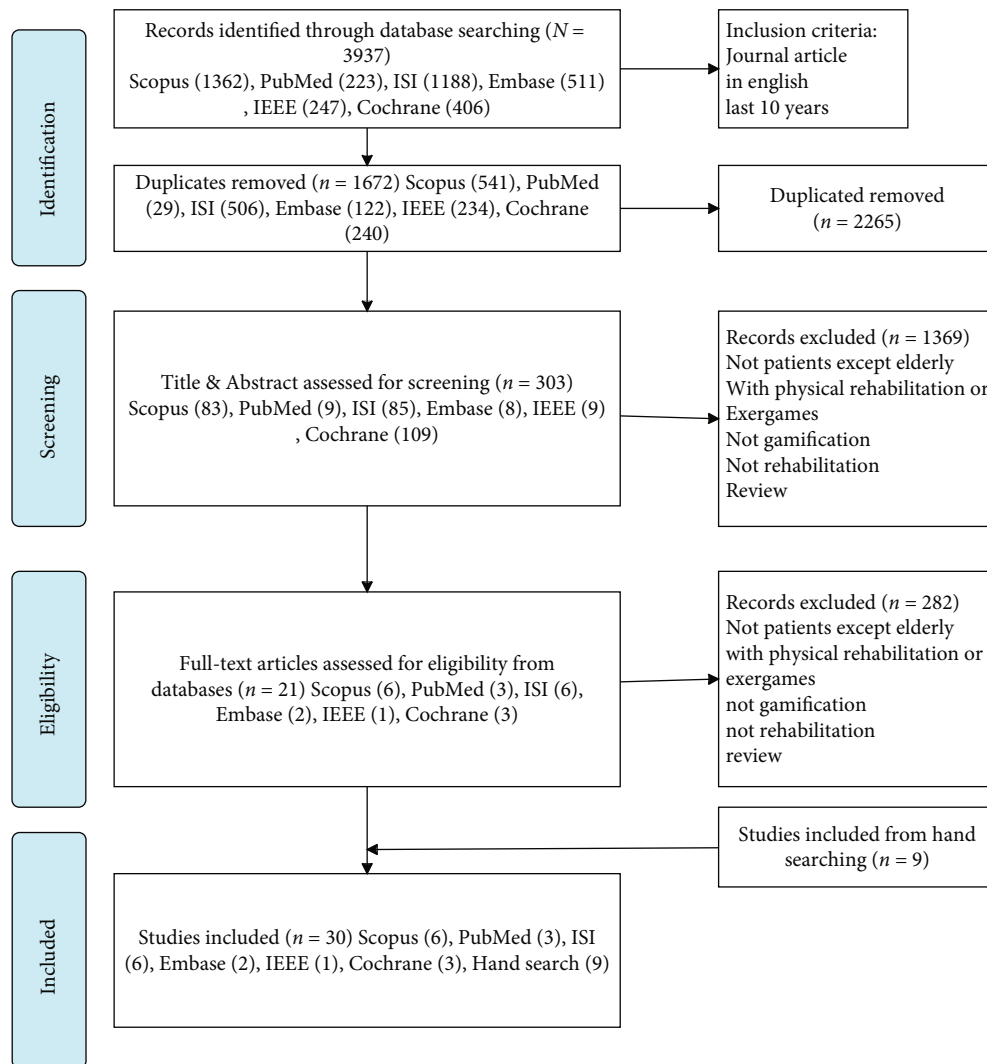 Identification
Records identified through database searching (N =
3937)
Scopus (1362), PubMed (223), ISI (1188), Embase (511)
, IEEE (247), Cochrane (406)
Inclusion criteria:
Journal article
in english
last 10 years
Duplicates removed (n = 1672) Scopus (541), PubMed
(29), ISI (506), Embase (122), IEEE (234), Cochrane
(240)
Duplicated removed
(n = 2265)
Screening
Title & Abstract assessed for screening (n = 303)
Scopus (83), PubMed (9), ISI (85), Embase (8), IEEE (9)
, Cochrane (109)
Records excluded (n = 1369)
Not patients except elderly
With physical rehabilitation or
Exergames
Not gamification
Not rehabilitation
Review
Eligibility
Full-text articles assessed for eligibility from
databases (n = 21) Scopus (6), PubMed (3), ISI (6),
Embase (2), IEEE (1), Cochrane (3)
Records excluded (n = 282)
Not patients except elderly
with physical rehabilitation or
exergames
not gamification
not rehabilitation
review
Included
Studies included from hand
searching (n = 9)
Studies included (n = 30) Scopus (6), PubMed (3), ISI
(6), Embase (2), IEEE (1), Cochrane (3), Hand search (9)